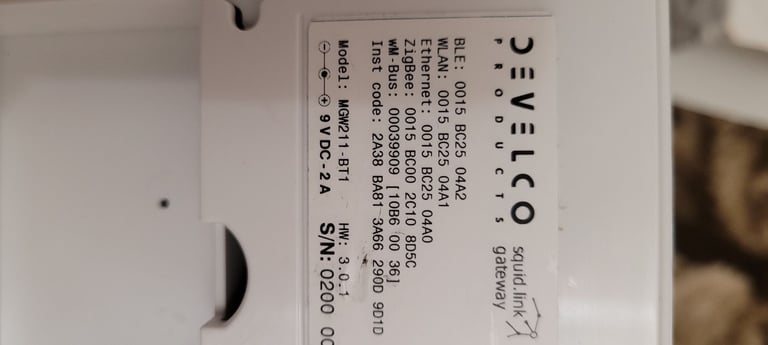 DEVELCO
PRODUCTS
squid.link
gateway
BLE: 0015 BC25 04A2
WLAN: 0015 BC25 04A1
Ethernet: 0015 BC25 04A0
ZigBee: 0015 BC00 2C10 8D5C
wM-Bus: 00039909 [10B6 00 36]
Inst code: 2A38 BA81 3A66 290D 9D1D
Model: MGW211-BT1 HW: 3.0.1
9 V DC - 2 A S/N: 0200